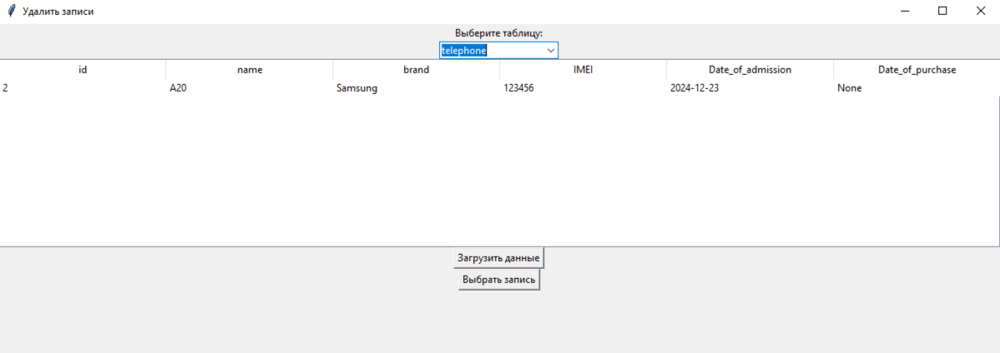 Удалить записи
Выберите таблицу:
telephone
id name brand IMEI Date_of_admission Date_of_purchase
2 A20 Samsung 123456 2024-12-23 None
Загрузить данные
Выбрать запись